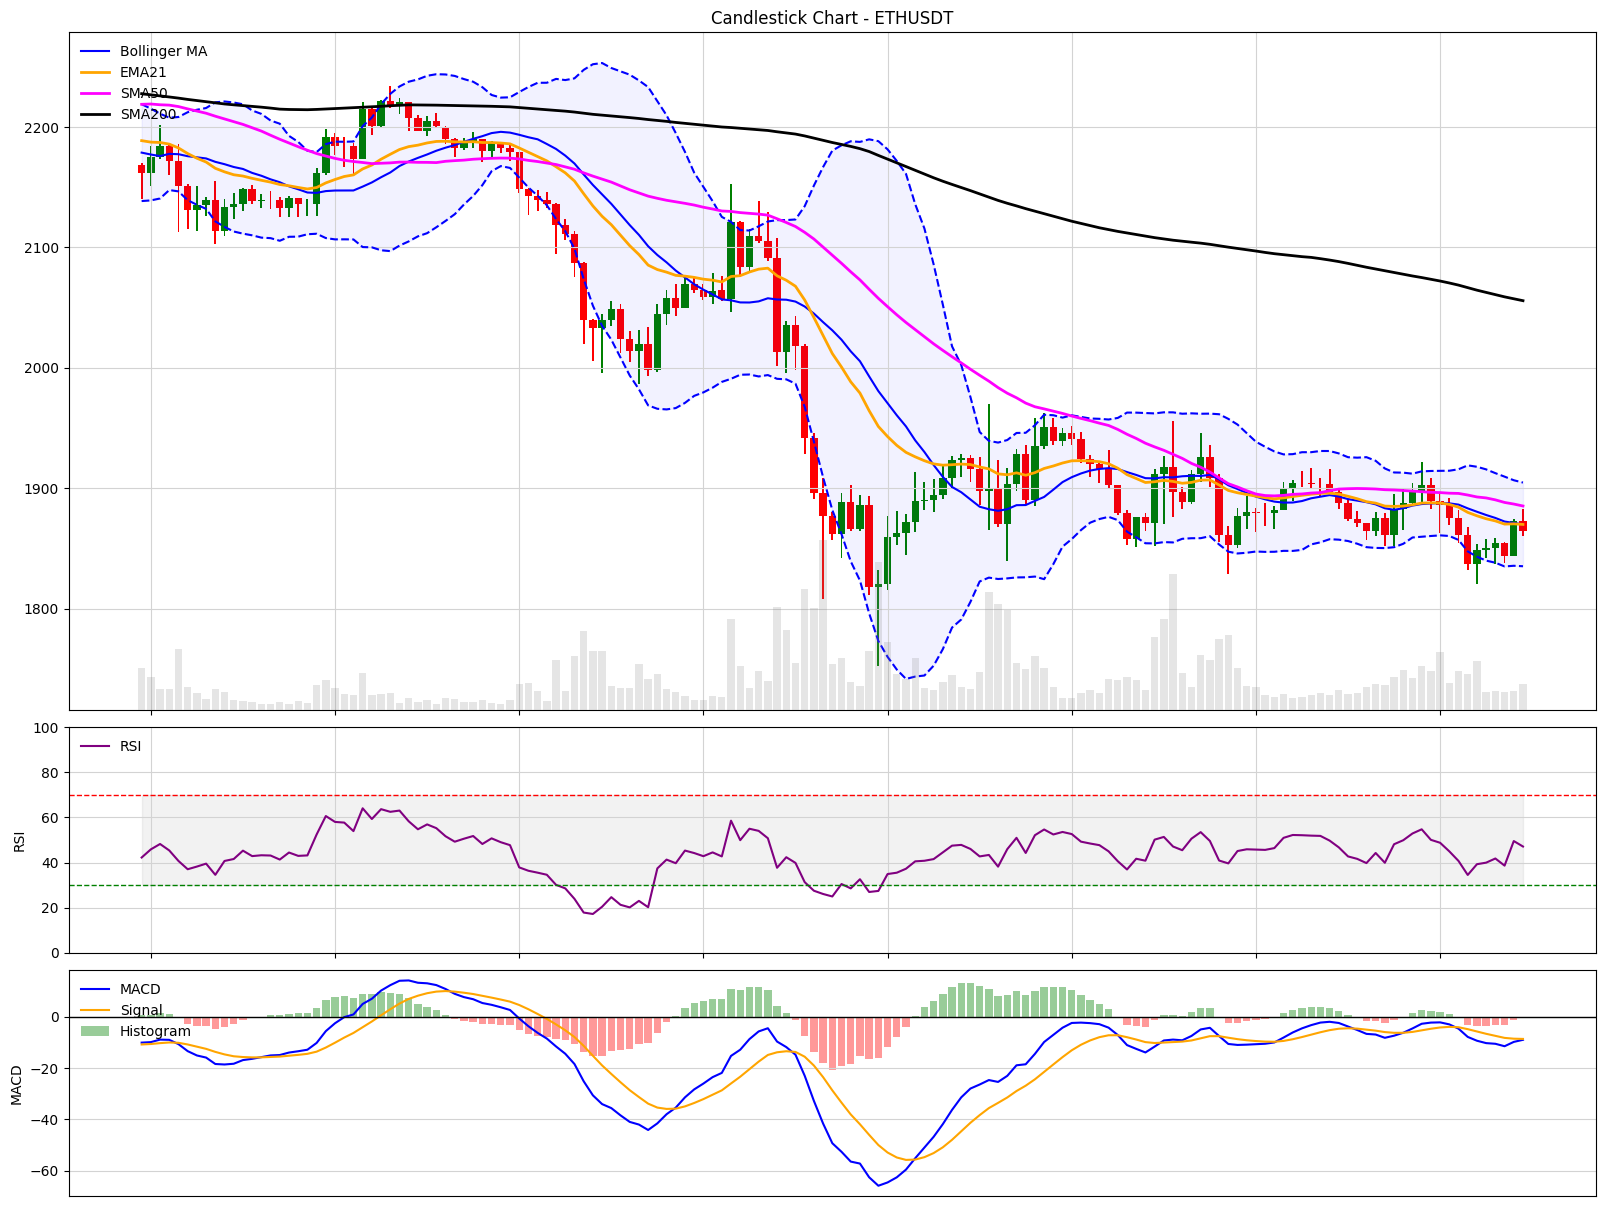 Candlestick Chart - ETHUSDT
Bollinger MA
EMA21
SMA50
SMA200
2200
2100
2000
1900
1800
RSI
100
80
60
40
20
0
RSI
MACD
Signal
Histogram
0
−20
−40
−60
MACD